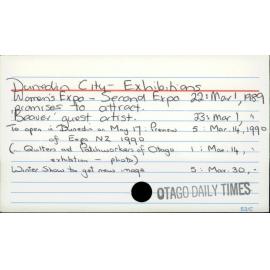 Dunedin City - Exhibitions
Women's Expo - Second Expo 22: Mar 1, 1989
promises to attract.
'Beaver' guest artist. 23: Mar 1, "
To open in Dunedin on May 17. Preview 5: Mar. 14, 1990
of Expo NZ 1990
(.. Quilters and Patchworkers of Otago 1: Mar. 14, "
exhibition - photo)
Winter Show to get new image 5: Mar. 30, "
OTAGO DAILY TIMES